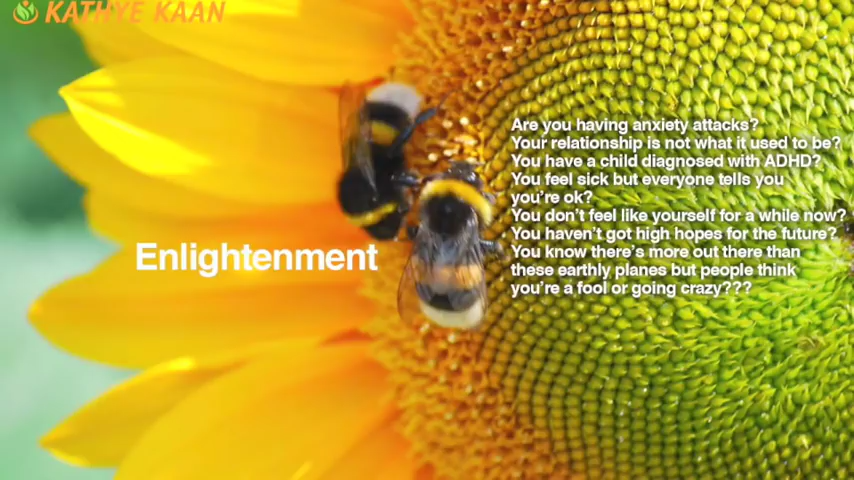 KATHYE KAAN
Are you having anxiety attacks?
Your relationship is not what it used to be?
You have a child diagnosed with ADHD?
You feel sick but everyone tells you
you're ok?
You don't feel like yourself for a while now?
You haven't got high hopes for the future?
You know there's more out there than
these earthly planes but people think
you're a fool or going crazy???
Enlightenment